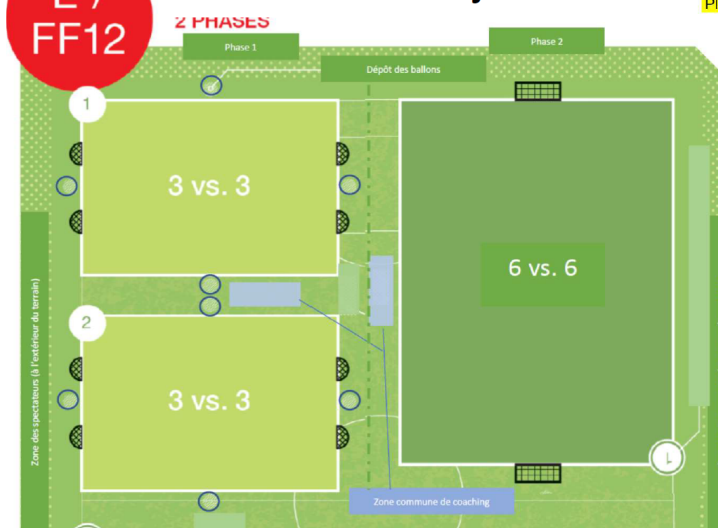 FF12
2 PHASES
Phase 1
Phase 2
Dépôt des ballons
1
3 vs. 3
6 vs. 6
2
3 vs. 3
Zone des spectateurs (à l'extérieur du terrain)
1
Zone commune de coaching